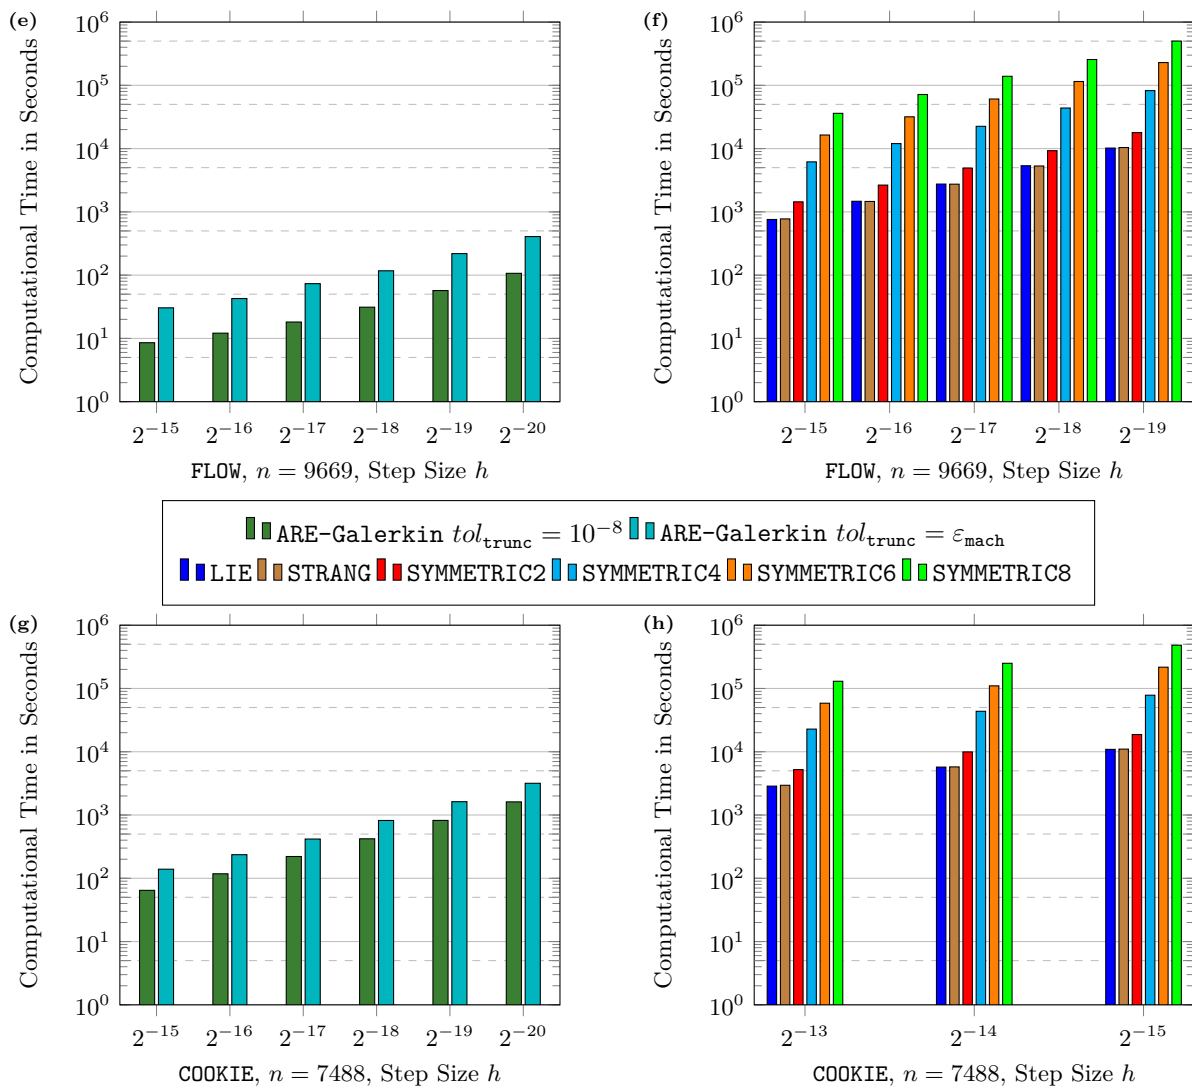 (e)
Computational Time in Seconds
10^6
10^5
10^4
10^3
10^2
10^1
10^0
2^−15 2^−16 2^−17 2^−18 2^−19 2^−20
FLOW, n = 9669, Step Size h
(f)
Computational Time in Seconds
10^6
10^5
10^4
10^3
10^2
10^1
10^0
2^−15 2^−16 2^−17 2^−18 2^−19
FLOW, n = 9669, Step Size h
ARE-Galerkin tol_trunc = 10^−8 ARE-Galerkin tol_trunc = ε_mach
LIE STRANG SYMMETRIC2 SYMMETRIC4 SYMMETRIC6 SYMMETRIC8
(g)
Computational Time in Seconds
10^6
10^5
10^4
10^3
10^2
10^1
10^0
2^−15 2^−16 2^−17 2^−18 2^−19 2^−20
COOKIE, n = 7488, Step Size h
(h)
Computational Time in Seconds
10^6
10^5
10^4
10^3
10^2
10^1
10^0
2^−13 2^−14 2^−15
COOKIE, n = 7488, Step Size h